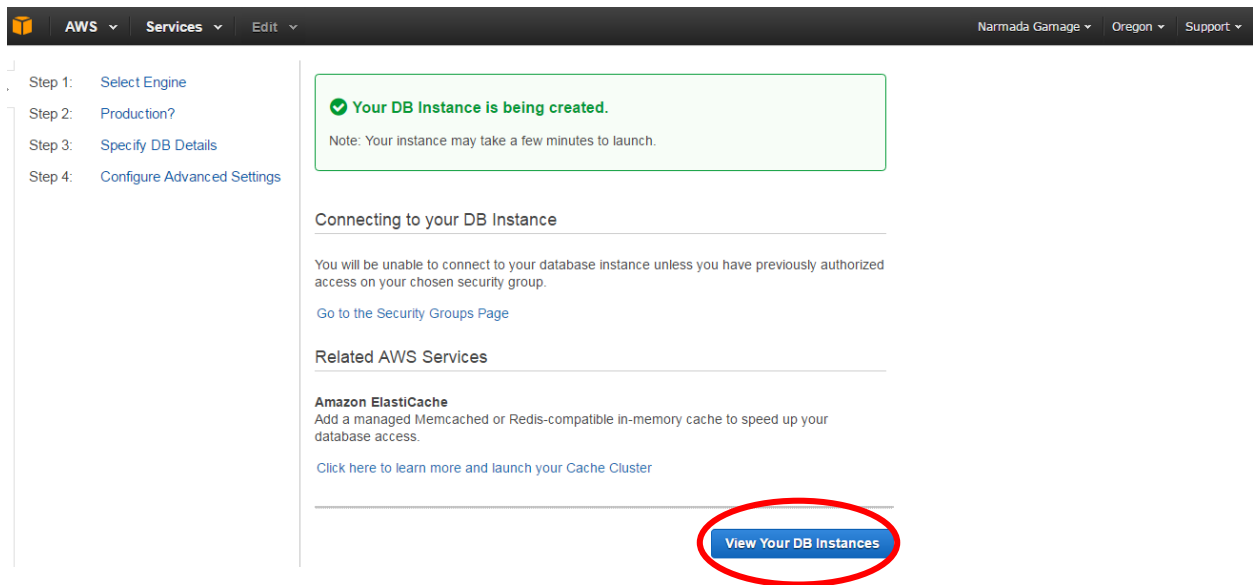 AWS Services Edit Narmada Gamage Oregon Support
Step 1: Select Engine
Step 2: Production?
Step 3: Specify DB Details
Step 4: Configure Advanced Settings
Your DB Instance is being created.
Note: Your instance may take a few minutes to launch.
Connecting to your DB Instance
You will be unable to connect to your database instance unless you have previously authorized
access on your chosen security group.
Go to the Security Groups Page
Related AWS Services
Amazon ElastiCache
Add a managed Memcached or Redis-compatible in-memory cache to speed up your
database access.
Click here to learn more and launch your Cache Cluster
View Your DB Instances